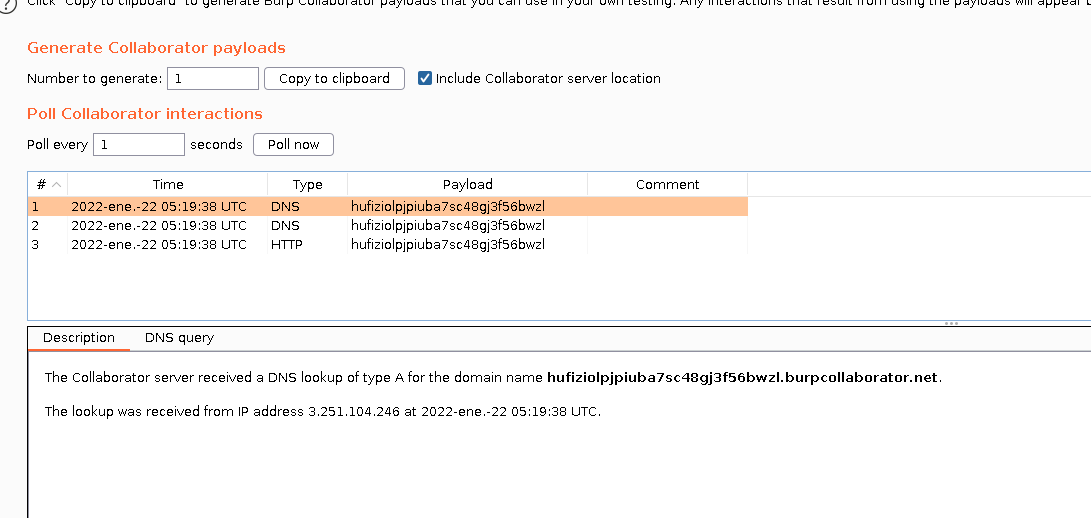 Click "Copy to clipboard" to generate Burp Collaborator payloads that you can use in your own testing. Any interactions that result from using the payloads will appear
Generate Collaborator payloads
Number to generate: 1 Copy to clipboard Include Collaborator server location
Poll Collaborator interactions
Poll every 1 seconds Poll now
# Time Type Payload Comment
1 2022-ene.-22 05:19:38 UTC DNS hufiziolpjpiuba7sc48gj3f56bwzl
2 2022-ene.-22 05:19:38 UTC DNS hufiziolpjpiuba7sc48gj3f56bwzl
3 2022-ene.-22 05:19:38 UTC HTTP hufiziolpjpiuba7sc48gj3f56bwzl
Description DNS query
The Collaborator server received a DNS lookup of type A for the domain name hufiziolpjpiuba7sc48gj3f56bwzl.burpcollaborator.net.
The lookup was received from IP address 3.251.104.246 at 2022-ene.-22 05:19:38 UTC.